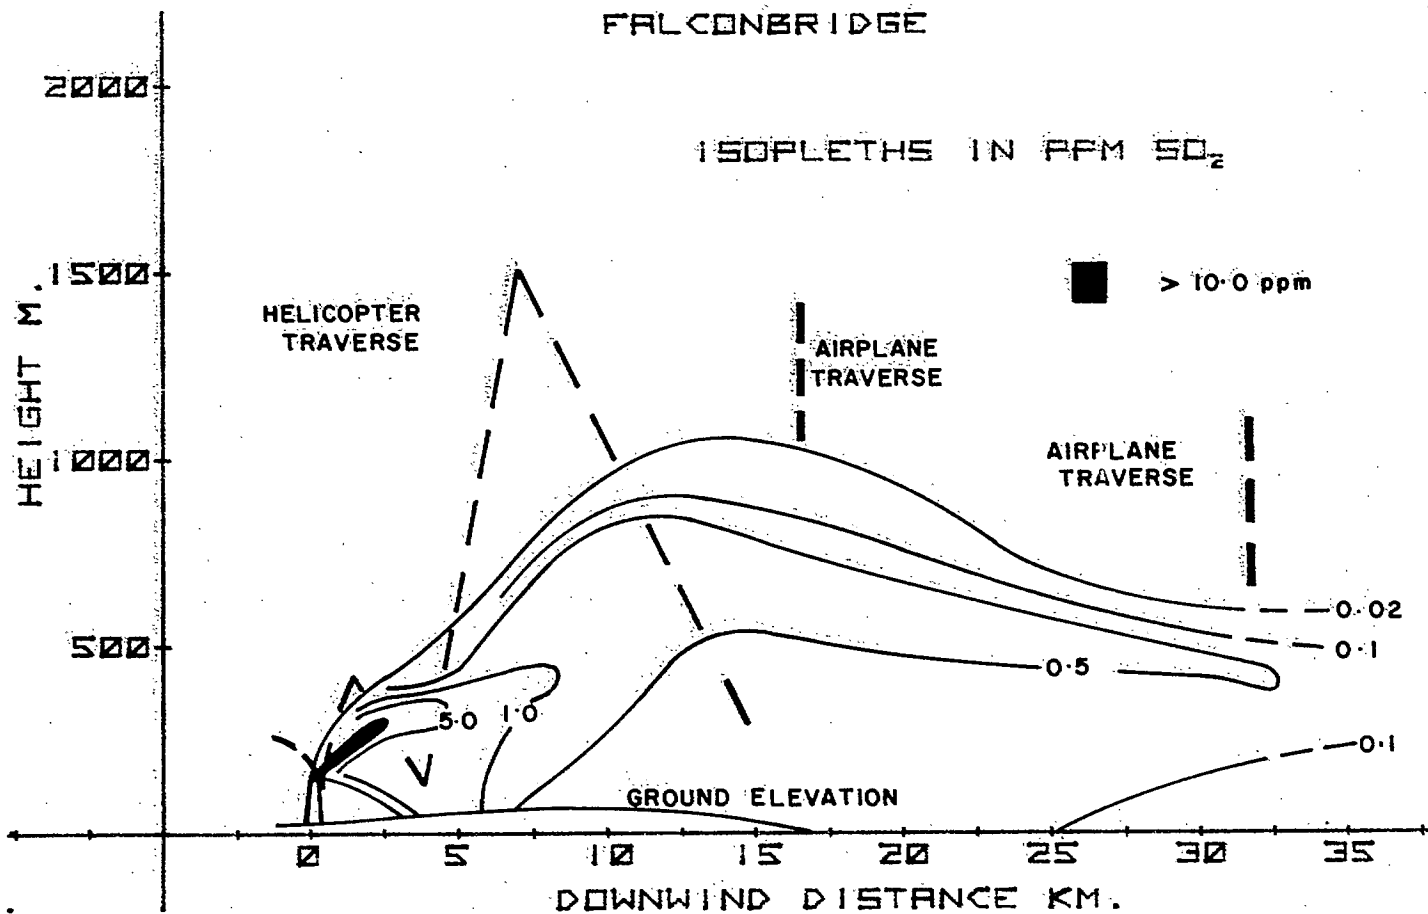 FALCONBRIDGE
2000
ISOPLETHS IN PPM SO₂
1500
> 10.0 ppm
HELICOPTER
TRAVERSE
AIRPLANE
TRAVERSE
HEIGHT M.
1000
AIRPLANE
TRAVERSE
0.02
500
0.1
0.5
5.0
1.0
0.1
GROUND ELEVATION
0 5 10 15 20 25 30 35
DOWNWIND DISTANCE KM.